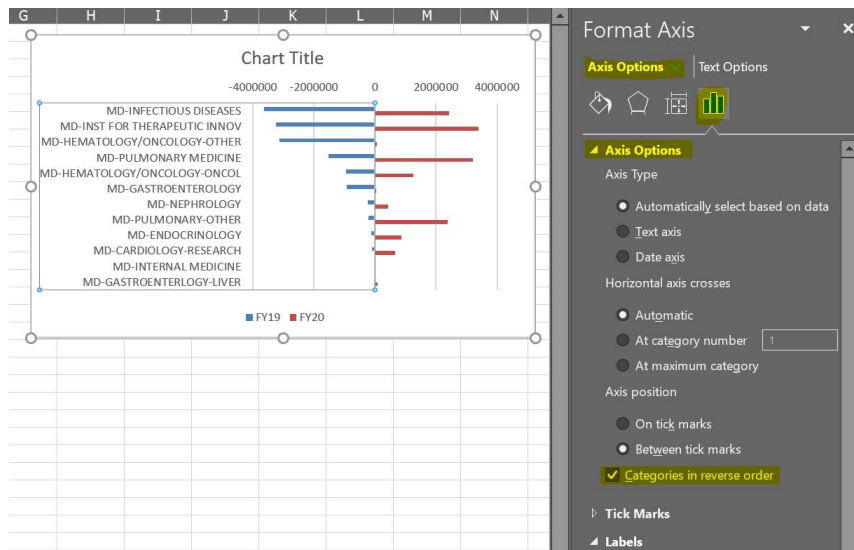 G H I J K L M N
Chart Title
-4000000 -2000000 0 2000000 4000000
MD-INFECTIOUS DISEASES
MD-INST FOR THERAPEUTIC INNOV
MD-HEMATOLOGY/ONCOLOGY-OTHER
MD-PULMONARY MEDICINE
MD-HEMATOLOGY/ONCOLOGY-ONCOL
MD-GASTROENTEROLOGY
MD-NEPHROLOGY
MD-PULMONARY-OTHER
MD-ENDOCRINOLOGY
MD-CARDIOLOGY-RESEARCH
MD-INTERNAL MEDICINE
MD-GASTROENTERLOGY-LIVER
FY19 FY20
Format Axis
Axis Options Text Options
Axis Options
Axis Type
Automatically select based on data
Text axis
Date axis
Horizontal axis crosses
Automatic
At category number 1
At maximum category
Axis position
On tick marks
Between tick marks
Categories in reverse order
Tick Marks
Labels